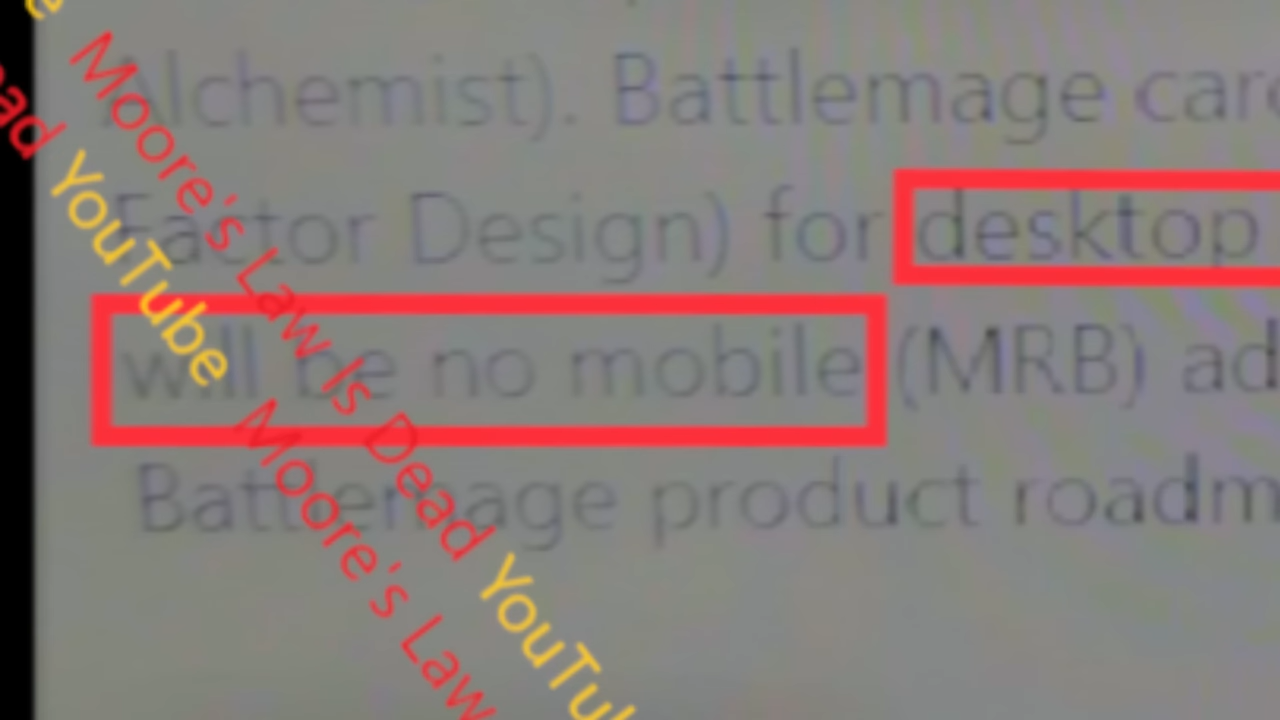 Alchemist). Battlemage car
Factor Design) for desktop
will be no mobile (MRB) ad
Battlemage product roadm
Moore's Law Is Dead YouTu
ad YouTube
Moore's Law
e